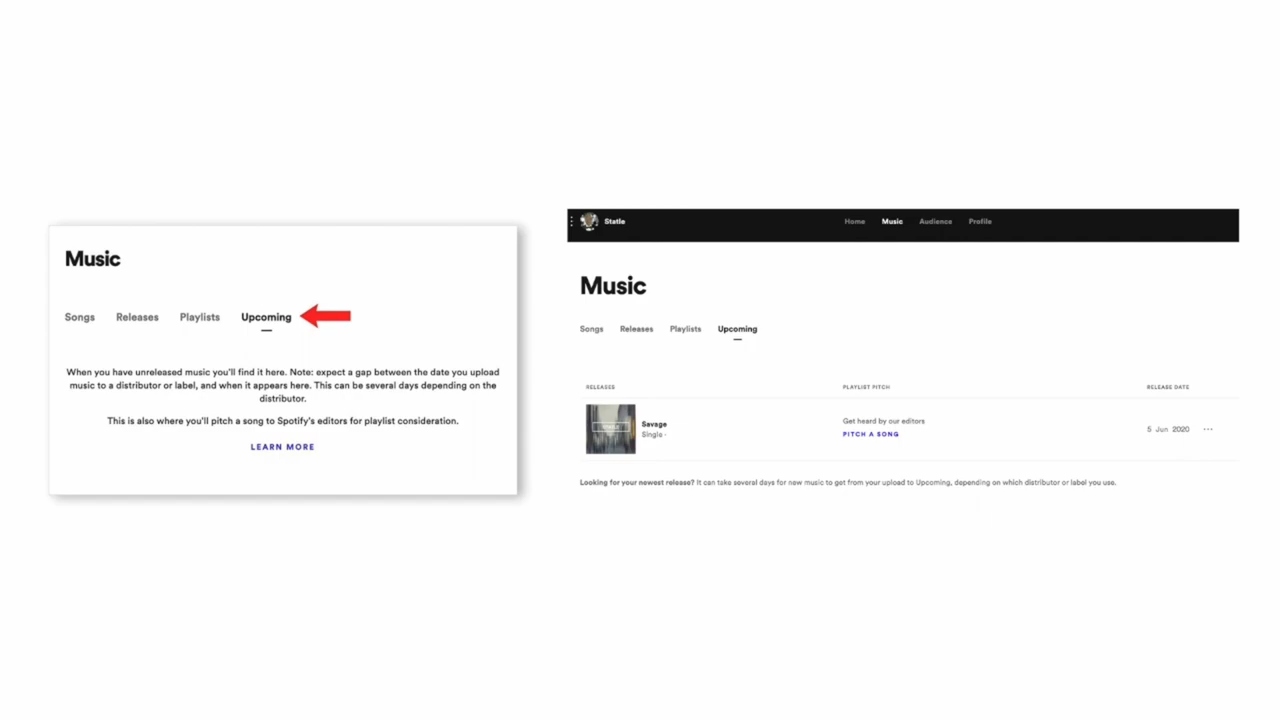 Music
Songs Releases Playlists Upcoming
When you have unreleased music you'll find it here. Note: expect a gap between the date you upload
music to a distributor or label, and when it appears here. This can be several days depending on the
distributor.
This is also where you'll pitch a song to Spotify's editors for playlist consideration.
LEARN MORE
Statle Home Music Audience Profile
Music
Songs Releases Playlists Upcoming
RELEASES PLAYLIST PITCH RELEASE DATE
Savage
Single -
Get heard by our editors
PITCH A SONG
5 Jun 2020
Looking for your newest release? It can take several days for new music to get from your upload to Upcoming, depending on which distributor or label you use.